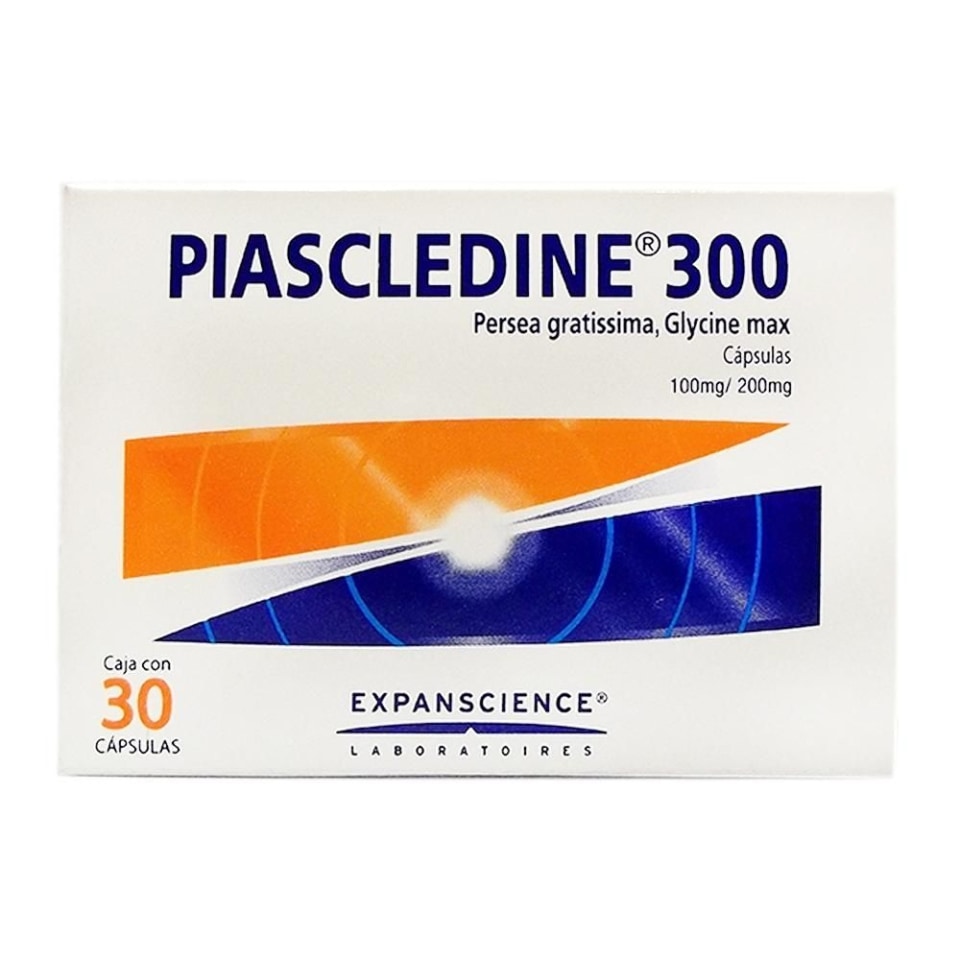 PIASCLEDINE® 300
Persea gratissima, Glycine max
Cápsulas
100mg/ 200mg
Caja con
30
CÁPSULAS
EXPANSCIENCE®
LABORATOIRES